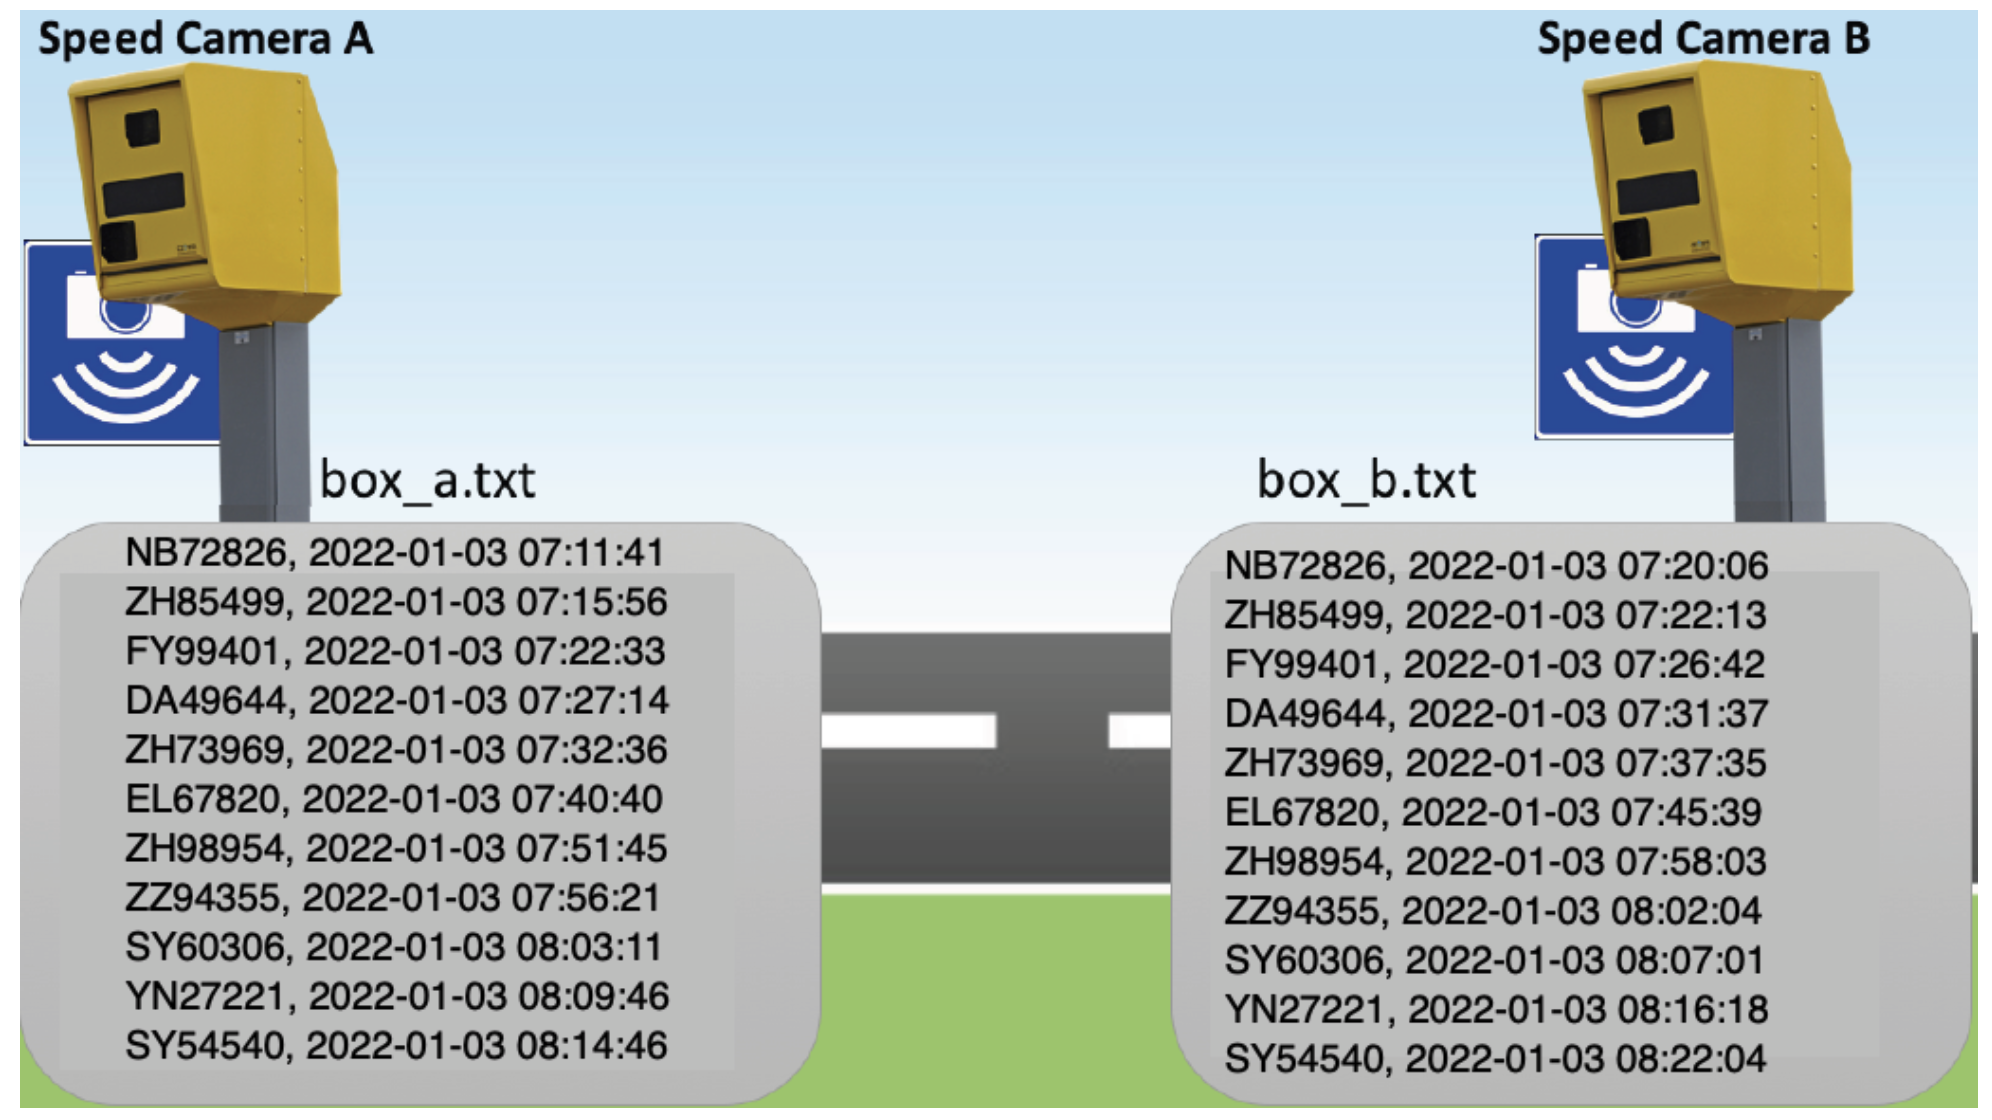 Speed Camera A
Speed Camera B
box_a.txt
NB72826, 2022-01-03 07:11:41
ZH85499, 2022-01-03 07:15:56
FY99401, 2022-01-03 07:22:33
DA49644, 2022-01-03 07:27:14
ZH73969, 2022-01-03 07:32:36
EL67820, 2022-01-03 07:40:40
ZH98954, 2022-01-03 07:51:45
ZZ94355, 2022-01-03 07:56:21
SY60306, 2022-01-03 08:03:11
YN27221, 2022-01-03 08:09:46
SY54540, 2022-01-03 08:14:46
box_b.txt
NB72826, 2022-01-03 07:20:06
ZH85499, 2022-01-03 07:22:13
FY99401, 2022-01-03 07:26:42
DA49644, 2022-01-03 07:31:37
ZH73969, 2022-01-03 07:37:35
EL67820, 2022-01-03 07:45:39
ZH98954, 2022-01-03 07:58:03
ZZ94355, 2022-01-03 08:02:04
SY60306, 2022-01-03 08:07:01
YN27221, 2022-01-03 08:16:18
SY54540, 2022-01-03 08:22:04